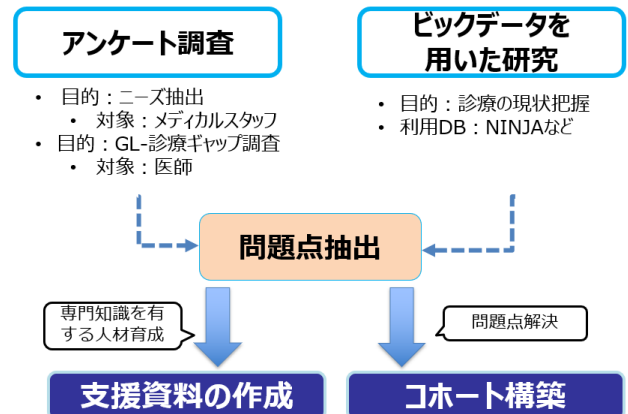 アンケート調査
ビックデータを
用いた研究
• 目的：ニーズ抽出
• 対象：メディカルスタッフ
• 目的：GL-診療ギャップ調査
• 対象：医師
• 目的：診療の現状把握
• 利用DB：NINJAなど
問題点抽出
専門知識を有
する人材育成
問題点解決
支援資料の作成
コホート構築